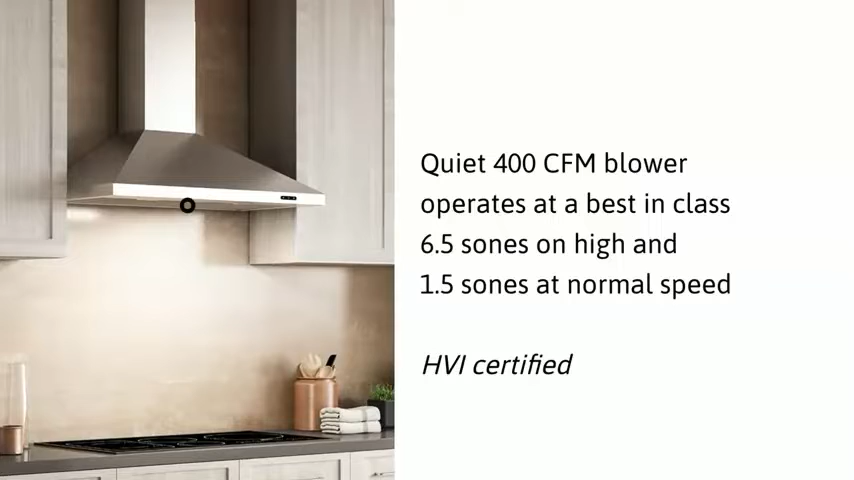 Quiet 400 CFM blower
operates at a best in class
6.5 sones on high and
1.5 sones at normal speed
HVI certified